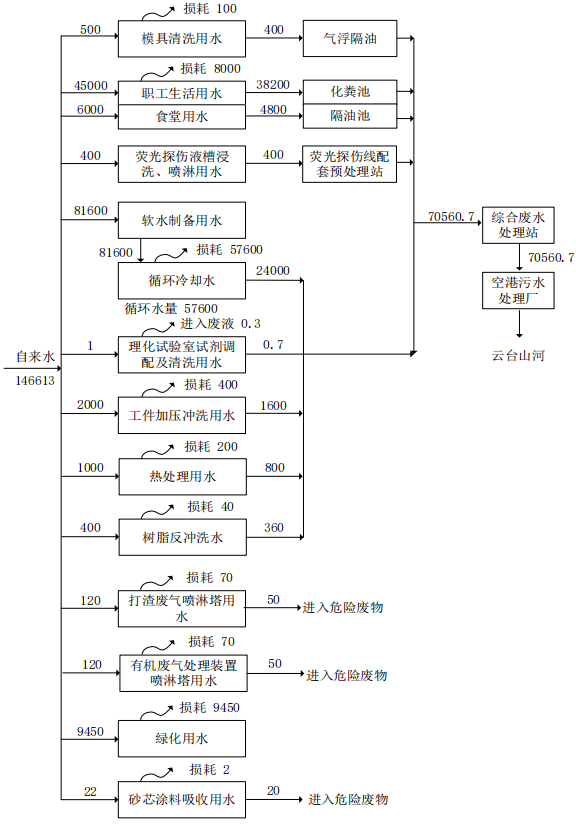 损耗 100
500
模具清洗用水
400
气浮隔油
损耗 8000
45000
职工生活用水
38200
化粪池
6000
食堂用水
4800
隔油池
400
荧光探伤液槽浸
洗、喷淋用水
400
荧光探伤线配
套预处理站
81600
软水制备用水
70560.7
综合废水
处理站
81600
损耗 57600
70560.7
循环冷却水
24000
空港污水
处理厂
循环水量 57600
进入废液 0.3
云台山河
自来水
146613
1
理化试验室试剂调
配及清洗用水
0.7
损耗 400
2000
工件加压冲洗用水
1600
损耗 200
1000
热处理用水
800
损耗 40
400
树脂反冲洗水
360
损耗 70
120
打渣废气喷淋塔用
水
50
进入危险废物
损耗 70
120
有机废气处理装置
喷淋塔用水
50
进入危险废物
损耗 9450
9450
绿化用水
损耗 2
22
砂芯涂料吸收用水
20
进入危险废物